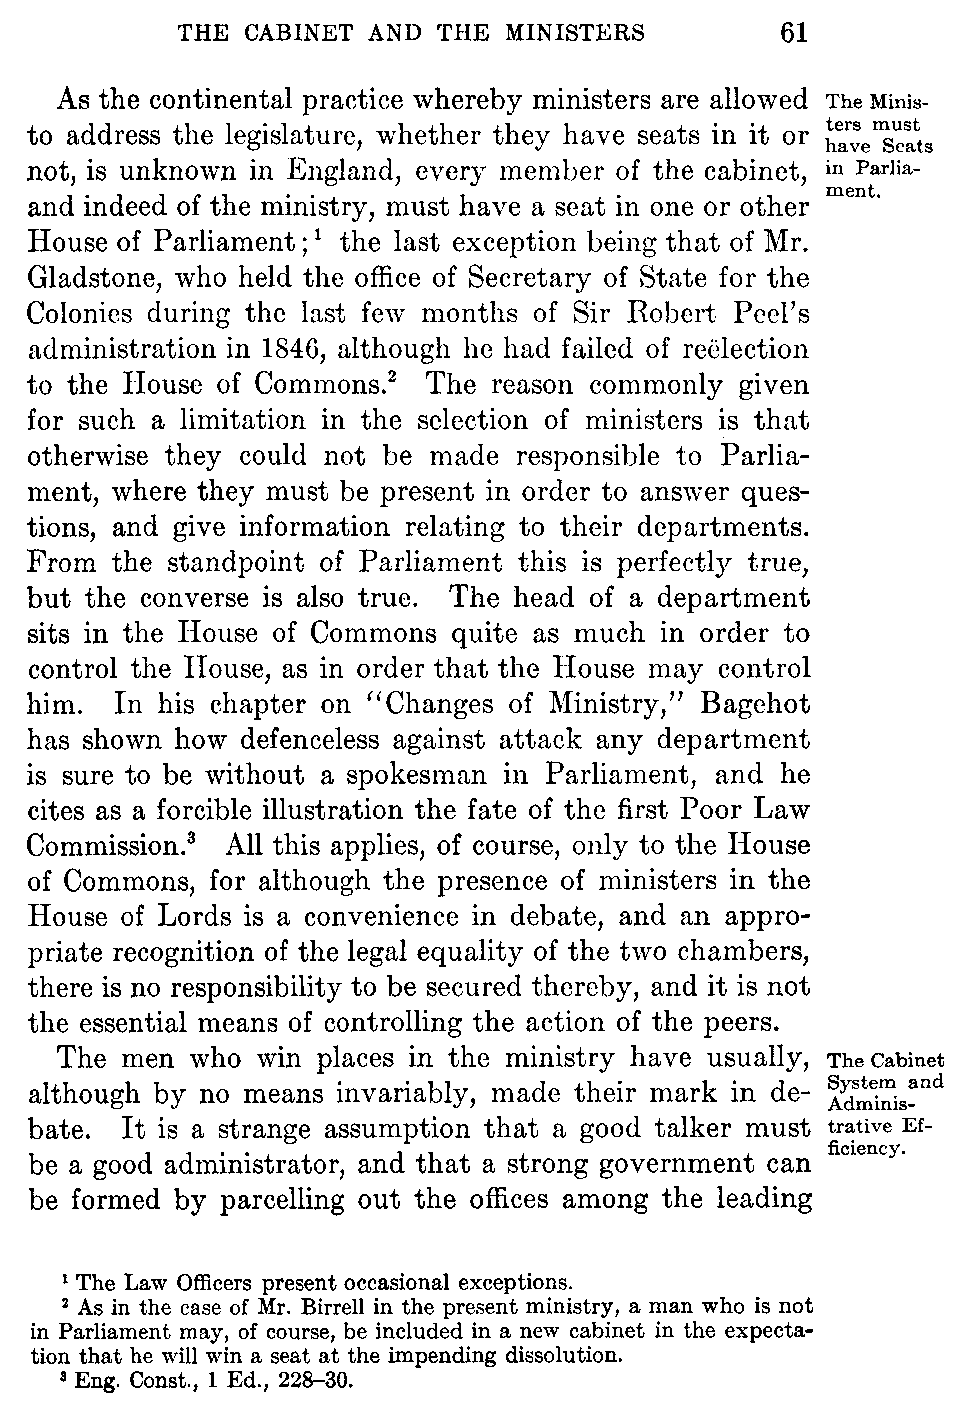 THE CABINET AND THE MINISTERS 61
As the continental practice whereby ministers are allowed
to address the legislature, whether they have seats in it or
not, is unknown in England, every member of the cabinet,
and indeed of the ministry, must have a seat in one or other
House of Parliament;¹ the last exception being that of Mr.
Gladstone, who held the office of Secretary of State for the
Colonies during the last few months of Sir Robert Peel's
administration in 1846, although he had failed of reëlection
to the House of Commons.² The reason commonly given
for such a limitation in the selection of ministers is that
otherwise they could not be made responsible to Parlia-
ment, where they must be present in order to answer ques-
tions, and give information relating to their departments.
From the standpoint of Parliament this is perfectly true,
but the converse is also true. The head of a department
sits in the House of Commons quite as much in order to
control the House, as in order that the House may control
him. In his chapter on "Changes of Ministry," Bagehot
has shown how defenceless against attack any department
is sure to be without a spokesman in Parliament, and he
cites as a forcible illustration the fate of the first Poor Law
Commission.³ All this applies, of course, only to the House
of Commons, for although the presence of ministers in the
House of Lords is a convenience in debate, and an appro-
priate recognition of the legal equality of the two chambers,
there is no responsibility to be secured thereby, and it is not
the essential means of controlling the action of the peers.
The Minis-
ters must
have Seats
in Parlia-
ment.
The men who win places in the ministry have usually,
although by no means invariably, made their mark in de-
bate. It is a strange assumption that a good talker must
be a good administrator, and that a strong government can
be formed by parcelling out the offices among the leading
The Cabinet
System and
Adminis-
trative Ef-
ficiency.
¹ The Law Officers present occasional exceptions.
² As in the case of Mr. Birrell in the present ministry, a man who is not
in Parliament may, of course, be included in a new cabinet in the expecta-
tion that he will win a seat at the impending dissolution.
³ Eng. Const., 1 Ed., 228–30.